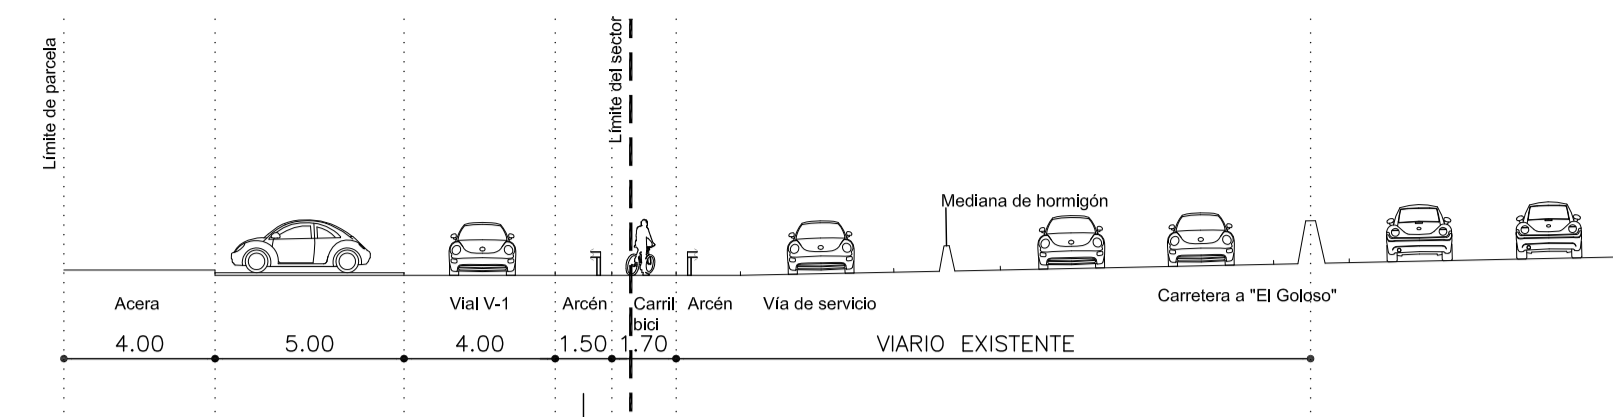 Límite de parcela
Límite del sector
Mediana de hormigón
Acera
Vial V-1
Arcén
Carril
bici
Arcén
Vía de servicio
Carretera a "El Goloso"
4.00
5.00
4.00
1.50
1.70
VIARIO EXISTENTE